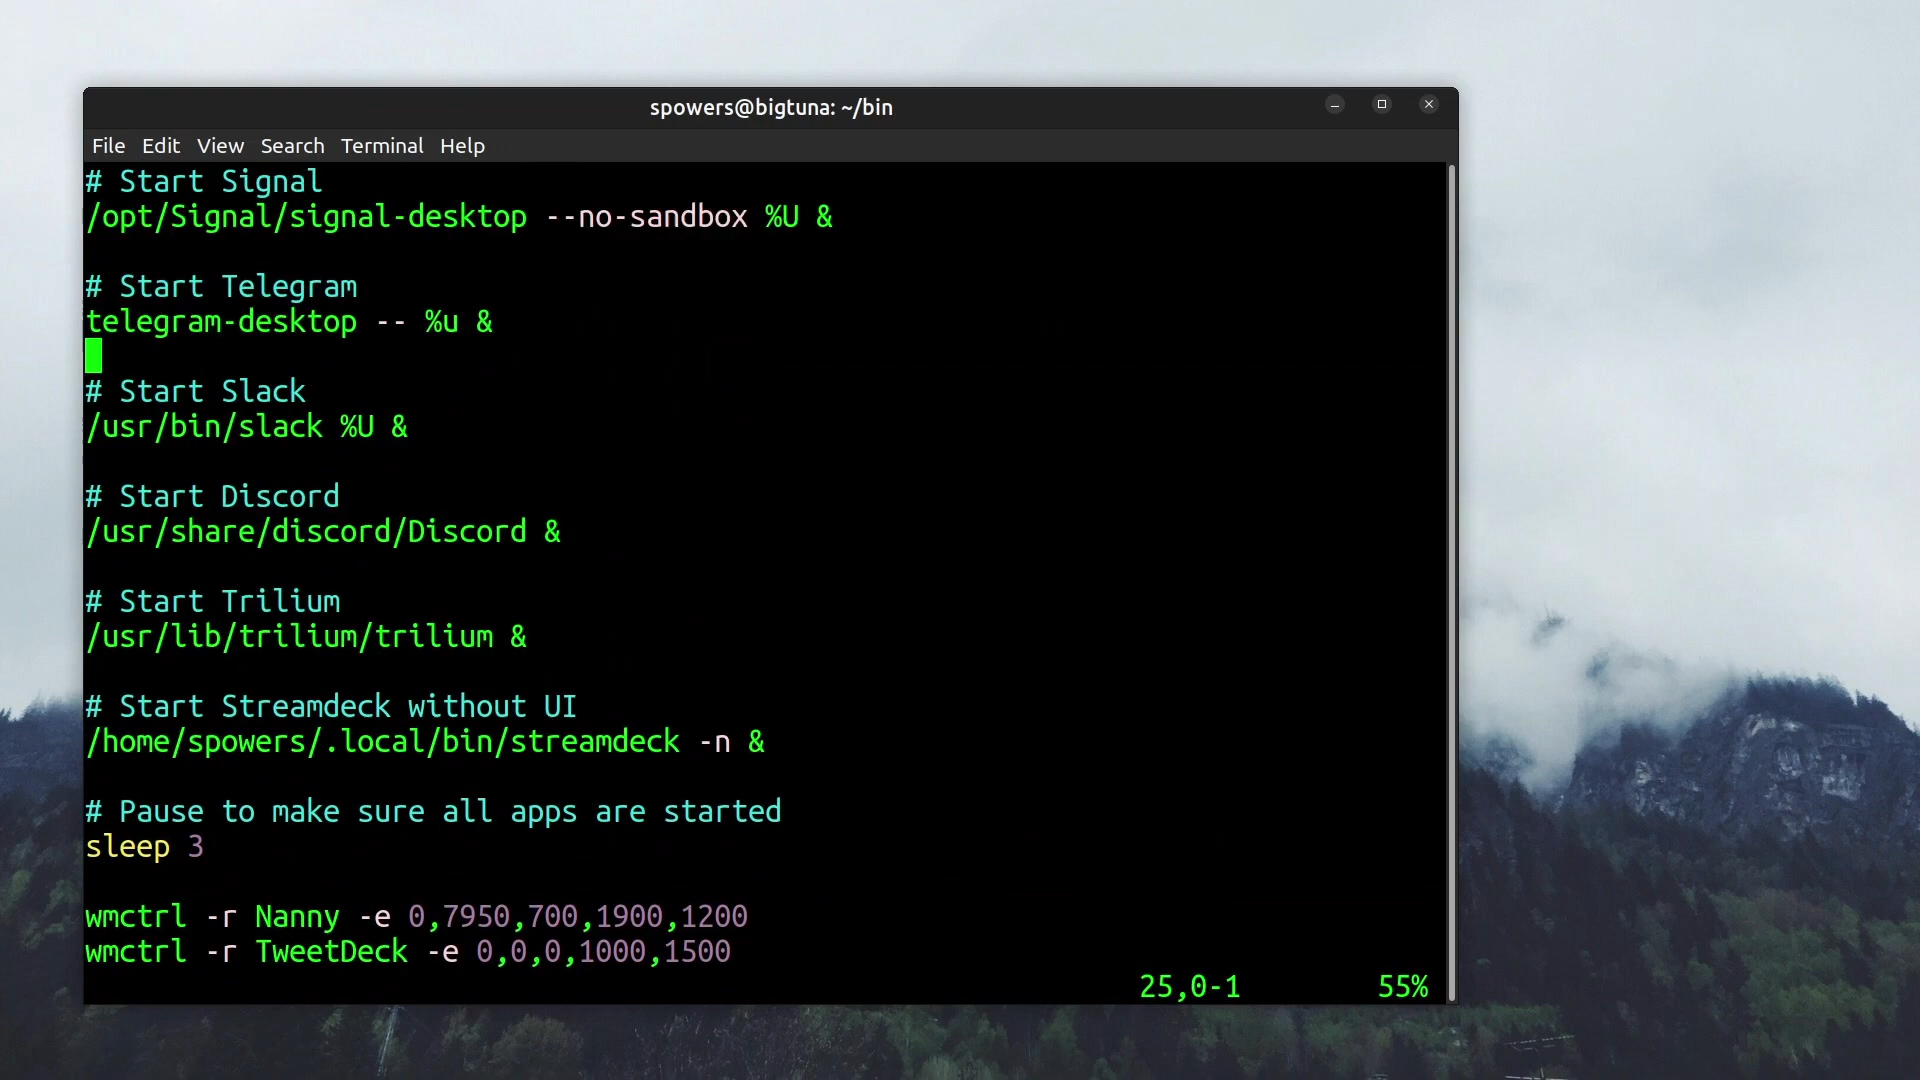 spowers@bigtuna: ~/bin
File Edit View Search Terminal Help
# Start Signal
/opt/Signal/signal-desktop --no-sandbox %U &
# Start Telegram
telegram-desktop -- %u &
# Start Slack
/usr/bin/slack %U &
# Start Discord
/usr/share/discord/Discord &
# Start Trilium
/usr/lib/trilium/trilium &
# Start Streamdeck without UI
/home/spowers/.local/bin/streamdeck -n &
# Pause to make sure all apps are started
sleep 3
wmctrl -r Nanny -e 0,7950,700,1900,1200
wmctrl -r TweetDeck -e 0,0,0,1000,1500
25,0-1 55%